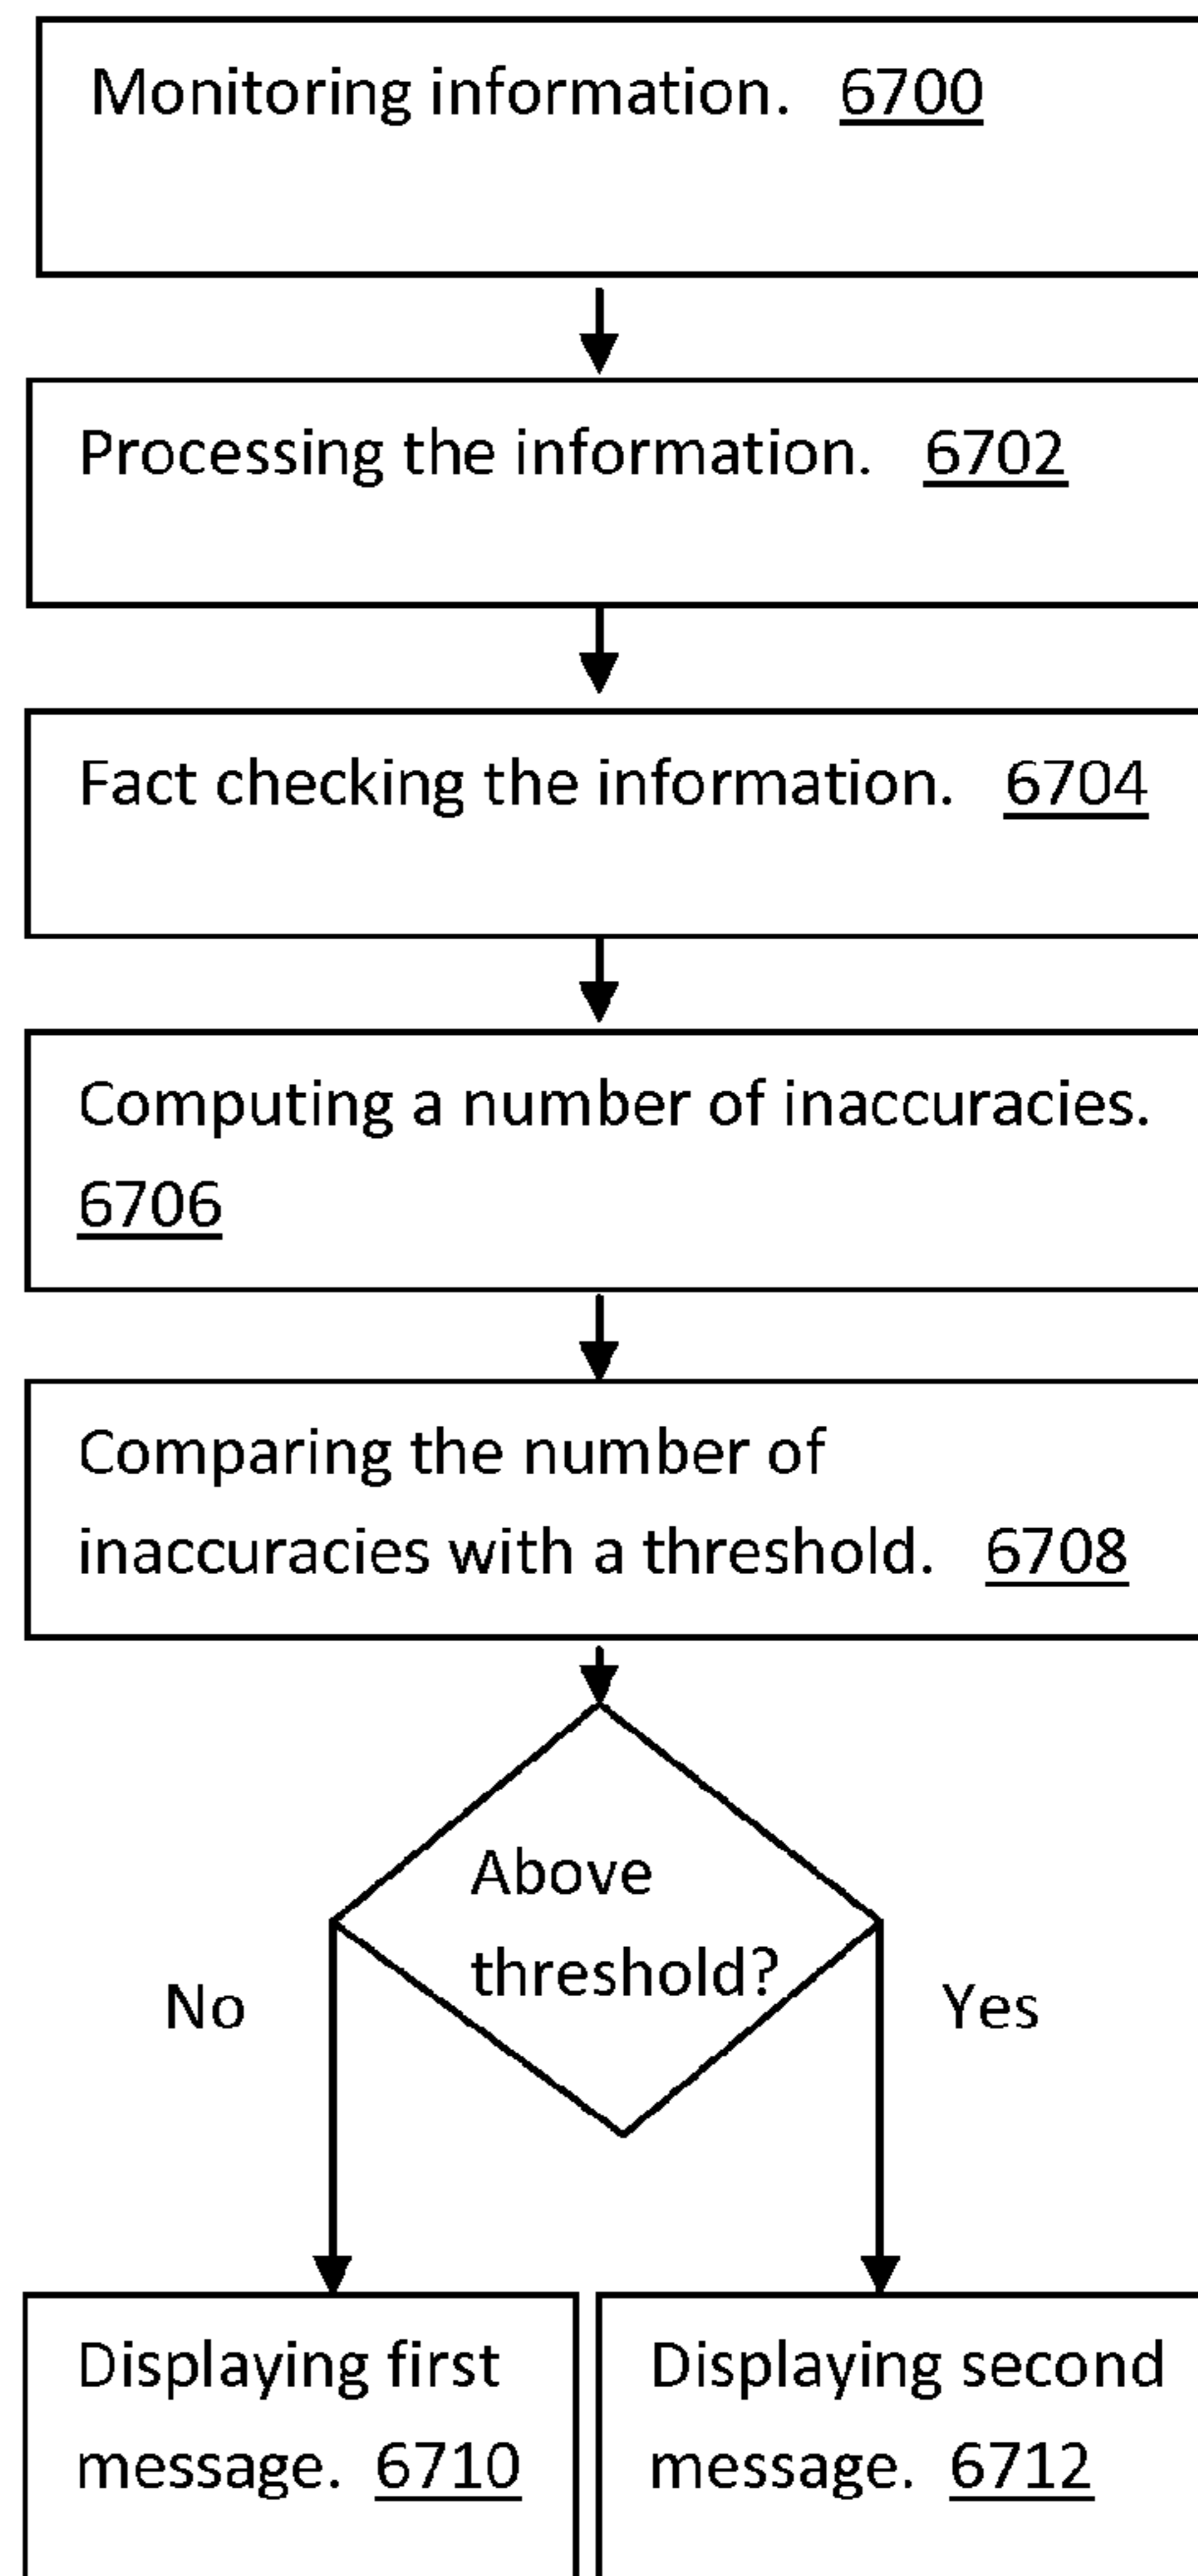 Monitoring information. 6700
Processing the information. 6702
Fact checking the information. 6704
Computing a number of inaccuracies.
6706
Comparing the number of
inaccuracies with a threshold. 6708
Above
threshold?
No
Yes
Displaying first
message. 6710
Displaying second
message. 6712